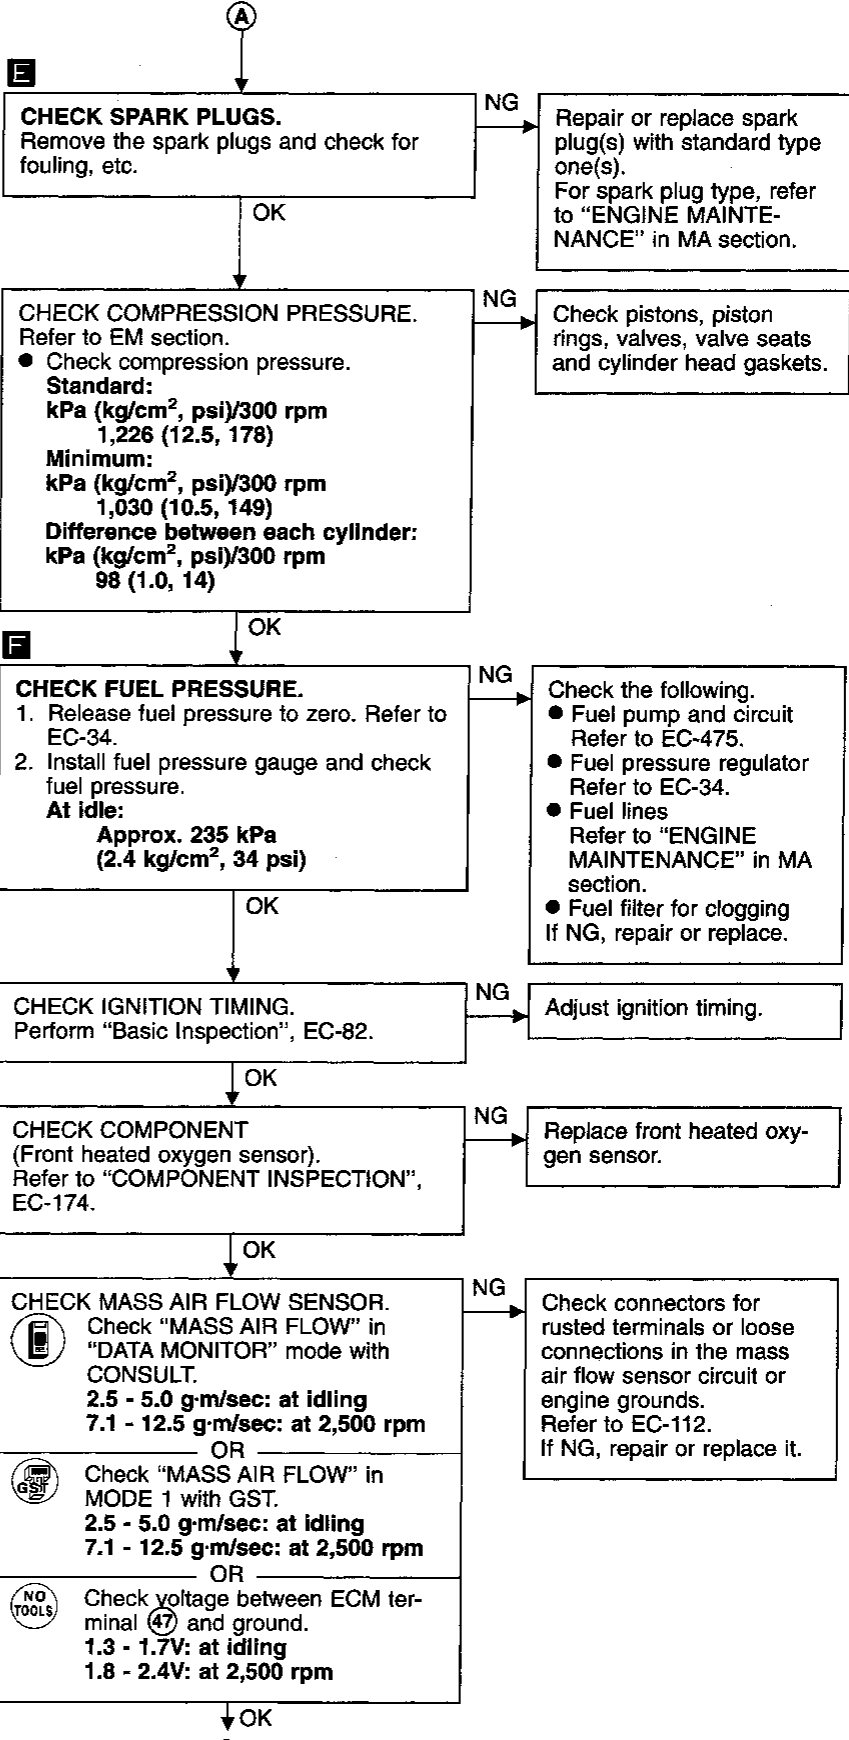 A
E
CHECK SPARK PLUGS.
Remove the spark plugs and check for
fouling, etc.
NG
Repair or replace spark
plug(s) with standard type
one(s).
For spark plug type, refer
to “ENGINE MAINTE-
NANCE” in MA section.
OK
CHECK COMPRESSION PRESSURE.
Refer to EM section.
● Check compression pressure.
Standard:
kPa (kg/cm², psi)/300 rpm
1,226 (12.5, 178)
Minimum:
kPa (kg/cm², psi)/300 rpm
1,030 (10.5, 149)
Difference between each cylinder:
kPa (kg/cm², psi)/300 rpm
98 (1.0, 14)
NG
Check pistons, piston
rings, valves, valve seats
and cylinder head gaskets.
OK
F
CHECK FUEL PRESSURE.
1. Release fuel pressure to zero. Refer to
EC-34.
2. Install fuel pressure gauge and check
fuel pressure.
At idle:
Approx. 235 kPa
(2.4 kg/cm², 34 psi)
NG
Check the following.
● Fuel pump and circuit
Refer to EC-475.
● Fuel pressure regulator
Refer to EC-34.
● Fuel lines
Refer to “ENGINE
MAINTENANCE” in MA
section.
● Fuel filter for clogging
If NG, repair or replace.
OK
CHECK IGNITION TIMING.
Perform “Basic Inspection”, EC-82.
NG
Adjust ignition timing.
OK
CHECK COMPONENT
(Front heated oxygen sensor).
Refer to “COMPONENT INSPECTION”,
EC-174.
NG
Replace front heated oxy-
gen sensor.
OK
CHECK MASS AIR FLOW SENSOR.
Check “MASS AIR FLOW” in
“DATA MONITOR” mode with
CONSULT.
2.5 - 5.0 g·m/sec: at idling
7.1 - 12.5 g·m/sec: at 2,500 rpm
OR
GST
Check “MASS AIR FLOW” in
MODE 1 with GST.
2.5 - 5.0 g·m/sec: at idling
7.1 - 12.5 g·m/sec: at 2,500 rpm
OR
NO
TOOLS
Check voltage between ECM ter-
minal 47 and ground.
1.3 - 1.7V: at idling
1.8 - 2.4V: at 2,500 rpm
NG
Check connectors for
rusted terminals or loose
connections in the mass
air flow sensor circuit or
engine grounds.
Refer to EC-112.
If NG, repair or replace it.
OK